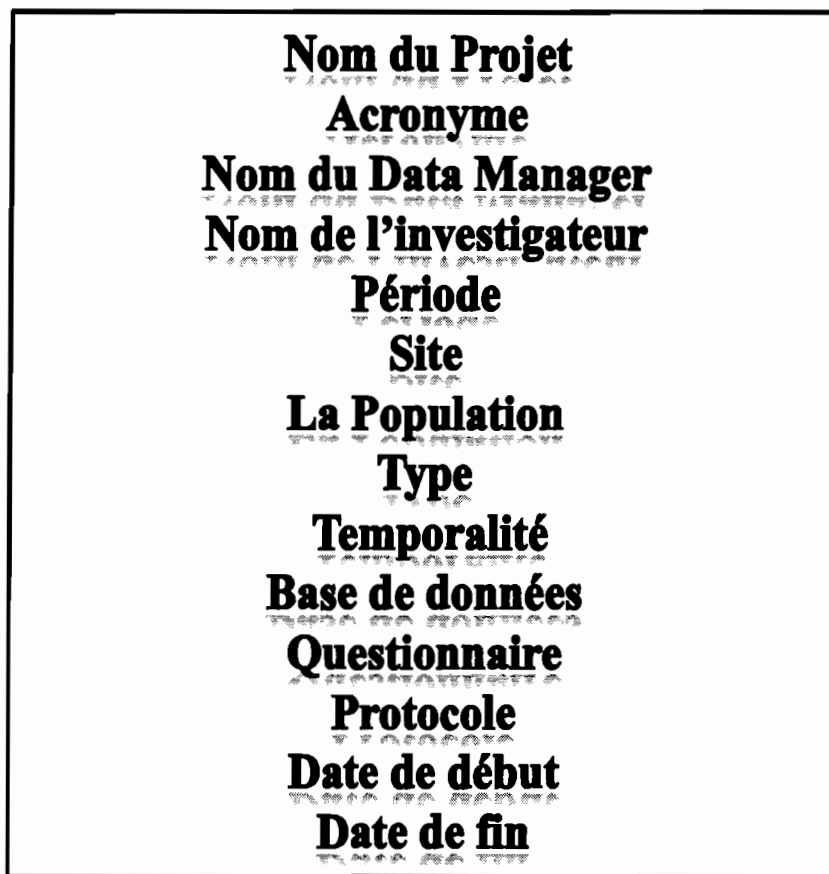 Nom du Projet
Acronyme
Nom du Data Manager
Nom de l’investigateur
Période
Site
La Population
Type
Temporalité
Base de données
Questionnaire
Protocole
Date de début
Date de fin